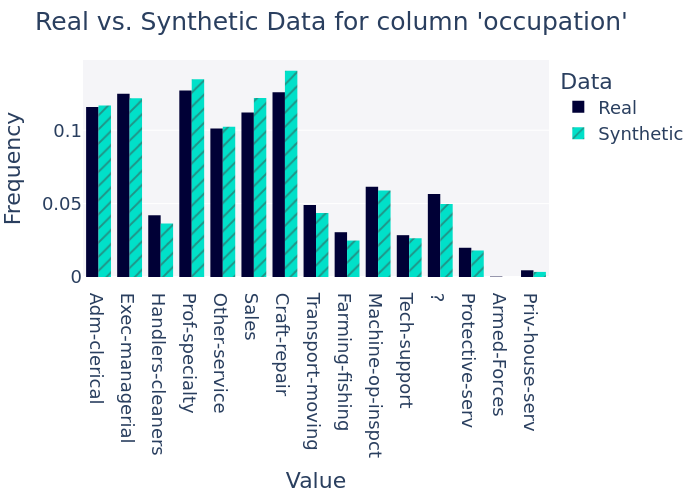 Real vs. Synthetic Data for column 'occupation'
Data
Real
Synthetic
Frequency
0.1
0.05
0
Adm-clerical
Exec-managerial
Handlers-cleaners
Prof-specialty
Other-service
Sales
Craft-repair
Transport-moving
Farming-fishing
Machine-op-inspct
Tech-support
?
Protective-serv
Armed-Forces
Priv-house-serv
Value